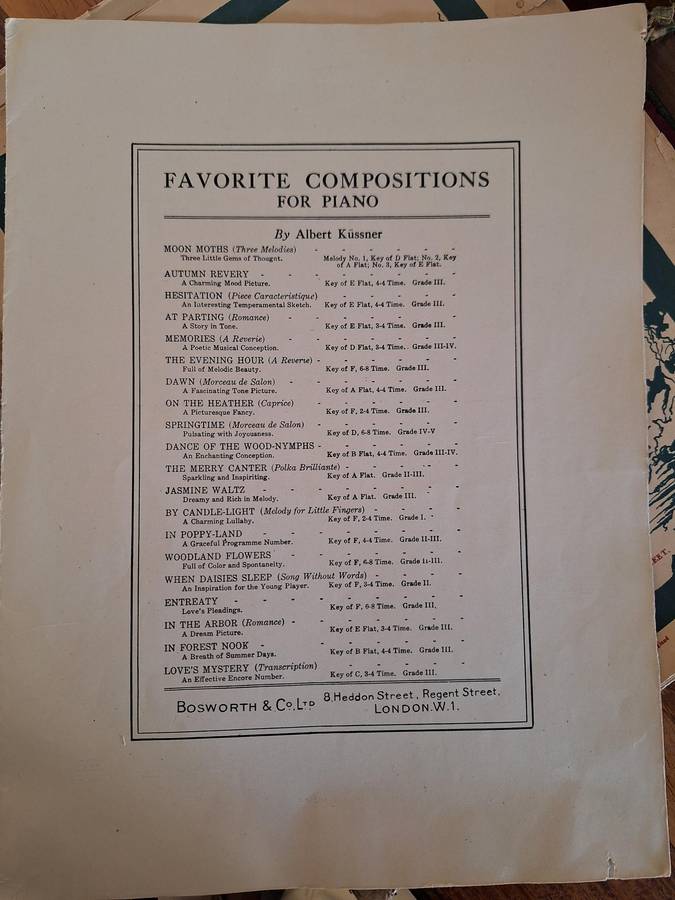 FAVORITE COMPOSITIONS
FOR PIANO
By Albert Küssner
MOON MOTHS (Three Melodies) - - - - - -
Three Little Gems of Thought. Melody No. 1, Key of D Flat; No. 2, Key
of A Flat; No. 3, Key of E Flat.
AUTUMN REVERY - - - - - - - -
A Charming Mood Picture. Key of E Flat, 4-4 Time. Grade III.
HESITATION (Piece Caracteristique) - - - - -
An Interesting Temperamental Sketch. Key of E Flat, 4-4 Time. Grade III.
AT PARTING (Romance) - - - - - - -
A Story in Tone. Key of E Flat, 3-4 Time. Grade III.
MEMORIES (A Reverie) - - - - - - -
A Poetic Musical Conception. Key of D Flat, 3-4 Time. Grade III-IV.
THE EVENING HOUR (A Reverie) - - - - - -
Full of Melodic Beauty. Key of F, 6-8 Time. Grade III.
DAWN (Morceau de Salon) - - - - - - -
A Fascinating Tone Picture. Key of A Flat, 4-4 Time. Grade III.
ON THE HEATHER (Caprice) - - - - - -
A Picturesque Fancy. Key of F, 2-4 Time. Grade III.
SPRINGTIME (Morceau de Salon) - - - - - -
Pulsating with Joyousness. Key of D, 6-8 Time. Grade IV-V
DANCE OF THE WOOD-NYMPHS - - - - - -
An Enchanting Conception. Key of B Flat, 4-4 Time. Grade III-IV.
THE MERRY CANTER (Polka Brilliante) - - - - -
Sparkling and Inspiriting. Key of A Flat. Grade II-III.
JASMINE WALTZ - - - - - - - -
Dreamy and Rich in Melody. Key of A Flat. Grade III.
BY CANDLE-LIGHT (Melody for Little Fingers) - - - -
A Charming Lullaby. Key of F, 2-4 Time. Grade I.
IN POPPY-LAND - - - - - - - -
A Graceful Programme Number. Key of F, 4-4 Time. Grade II-III.
WOODLAND FLOWERS - - - - - - -
Full of Color and Spontaneity. Key of F, 6-8 Time. Grade II-III.
WHEN DAISIES SLEEP (Song Without Words) - - - -
An Inspiration for the Young Player. Key of F, 3-4 Time. Grade II.
ENTREATY - - - - - - - - -
Love's Pleadings. Key of F, 6-8 Time. Grade III.
IN THE ARBOR (Romance) - - - - - - -
A Dream Picture. Key of E Flat, 3-4 Time. Grade III.
IN FOREST NOOK - - - - - - - -
A Breath of Summer Days. Key of B Flat, 4-4 Time. Grade III.
LOVE'S MYSTERY (Transcription) - - - - - -
An Effective Encore Number. Key of C, 3-4 Time. Grade III.
BOSWORTH & CO. LTD 8, Heddon Street, Regent Street,
LONDON. W.1.